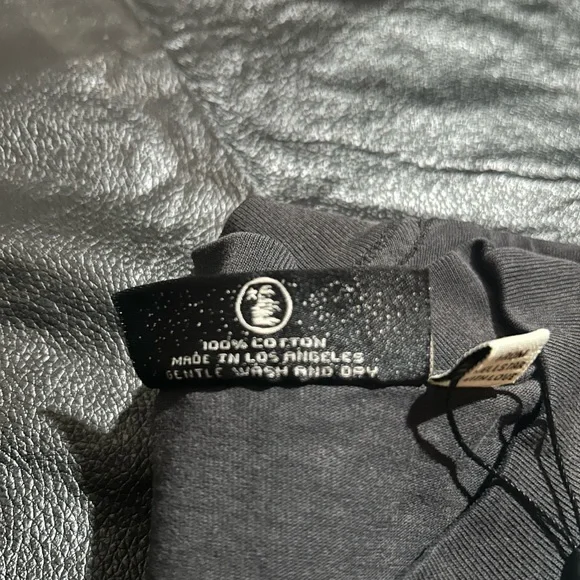 100% COTTON
MADE IN LOS ANGELES
GENTLE WASH AND DRY